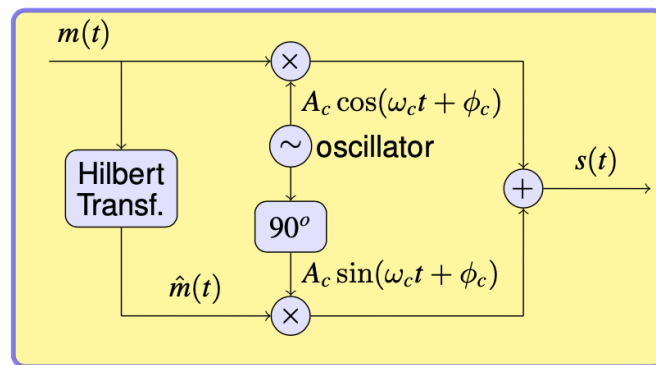 m(t)
×
A_c cos(ω_c t + ϕ_c)
∼ oscillator
Hilbert
Transf.
s(t)
+
90°
A_c sin(ω_c t + ϕ_c)
m̂(t)
×